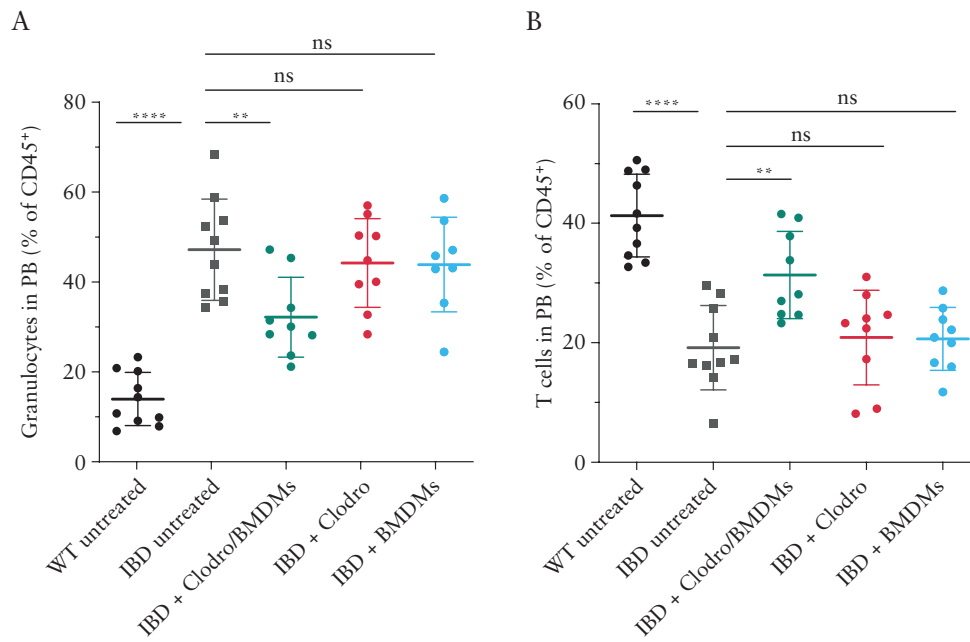 A
ns
ns
****
**
80
60
40
20
0
Granulocytes in PB (% of CD45⁺)
WT untreated
IBD untreated
IBD + Clodro/BMDMs
IBD + Clodro
IBD + BMDMs
B
ns
ns
****
**
60
40
20
0
T cells in PB (% of CD45⁺)
WT untreated
IBD untreated
IBD + Clodro/BMDMs
IBD + Clodro
IBD + BMDMs